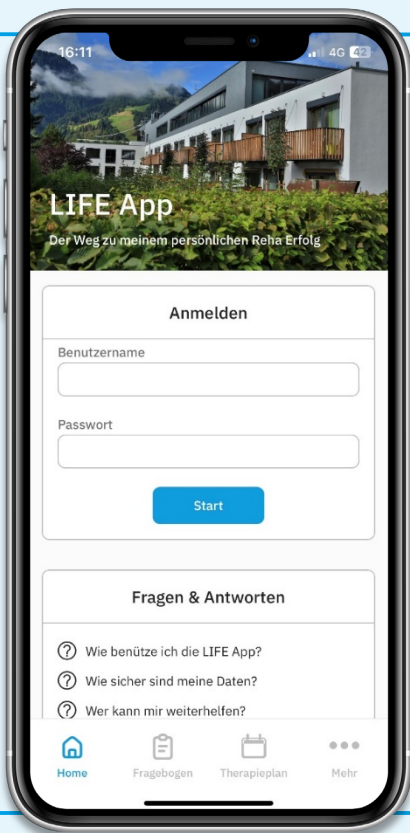 16:11
4G 42
LIFE App
Der Weg zu meinem persönlichen Reha Erfolg
Anmelden
Benutzername
Passwort
Start
Fragen & Antworten
Wie benütze ich die LIFE App?
Wie sicher sind meine Daten?
Wer kann mir weiterhelfen?
Home Fragebogen Therapieplan Mehr